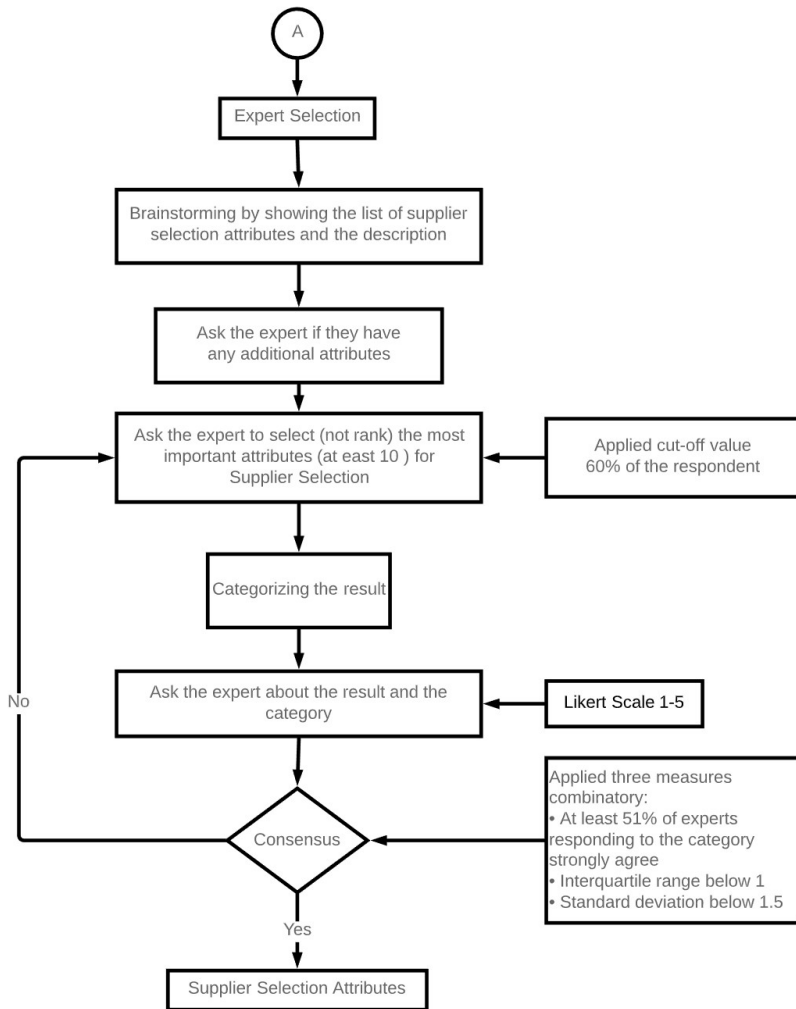 A
Expert Selection
Brainstorming by showing the list of supplier
selection attributes and the description
Ask the expert if they have
any additional attributes
Ask the expert to select (not rank) the most
important attributes (at east 10 ) for
Supplier Selection
Applied cut-off value
60% of the respondent
Categorizing the result
Ask the expert about the result and the
category
Likert Scale 1-5
No
Applied three measures
combinatory:
• At least 51% of experts
responding to the category
strongly agree
• Interquartile range below 1
• Standard deviation below 1.5
Consensus
Yes
Supplier Selection Attributes